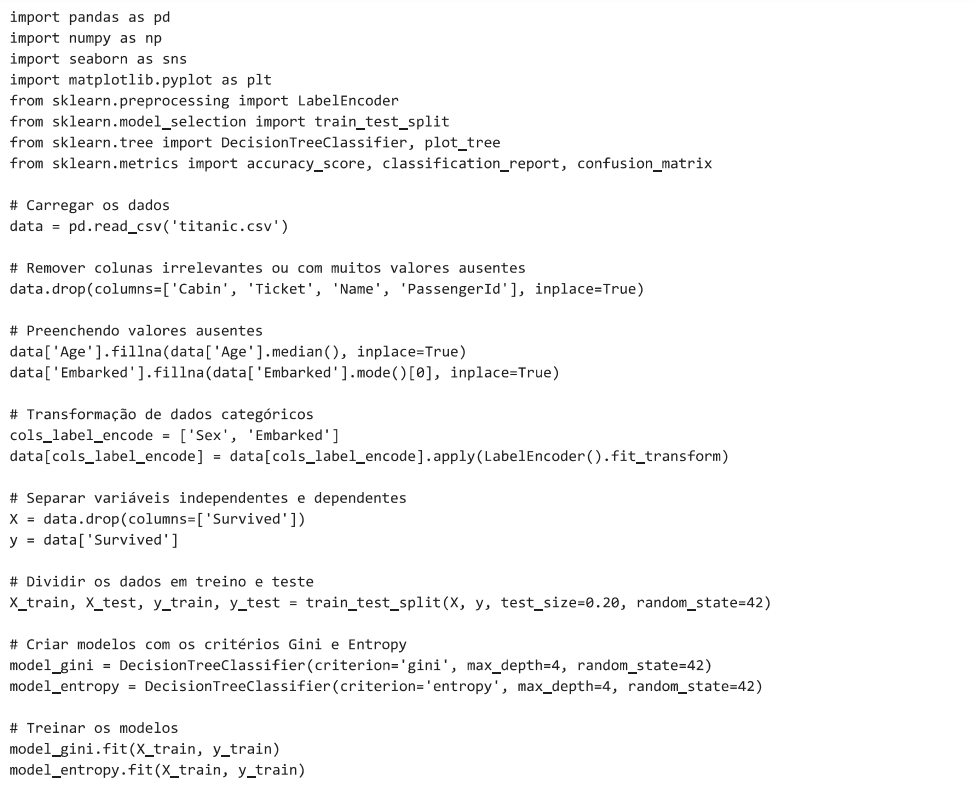 import pandas as pd
import numpy as np
import seaborn as sns
import matplotlib.pyplot as plt
from sklearn.preprocessing import LabelEncoder
from sklearn.model_selection import train_test_split
from sklearn.tree import DecisionTreeClassifier, plot_tree
from sklearn.metrics import accuracy_score, classification_report, confusion_matrix

# Carregar os dados
data = pd.read_csv('titanic.csv')

# Remover colunas irrelevantes ou com muitos valores ausentes
data.drop(columns=['Cabin', 'Ticket', 'Name', 'PassengerId'], inplace=True)

# Preenchendo valores ausentes
data['Age'].fillna(data['Age'].median(), inplace=True)
data['Embarked'].fillna(data['Embarked'].mode()[0], inplace=True)

# Transformação de dados categóricos
cols_label_encode = ['Sex', 'Embarked']
data[cols_label_encode] = data[cols_label_encode].apply(LabelEncoder().fit_transform)

# Separar variáveis independentes e dependentes
X = data.drop(columns=['Survived'])
y = data['Survived']

# Dividir os dados em treino e teste
X_train, X_test, y_train, y_test = train_test_split(X, y, test_size=0.20, random_state=42)

# Criar modelos com os critérios Gini e Entropy
model_gini = DecisionTreeClassifier(criterion='gini', max_depth=4, random_state=42)
model_entropy = DecisionTreeClassifier(criterion='entropy', max_depth=4, random_state=42)

# Treinar os modelos
model_gini.fit(X_train, y_train)
model_entropy.fit(X_train, y_train)